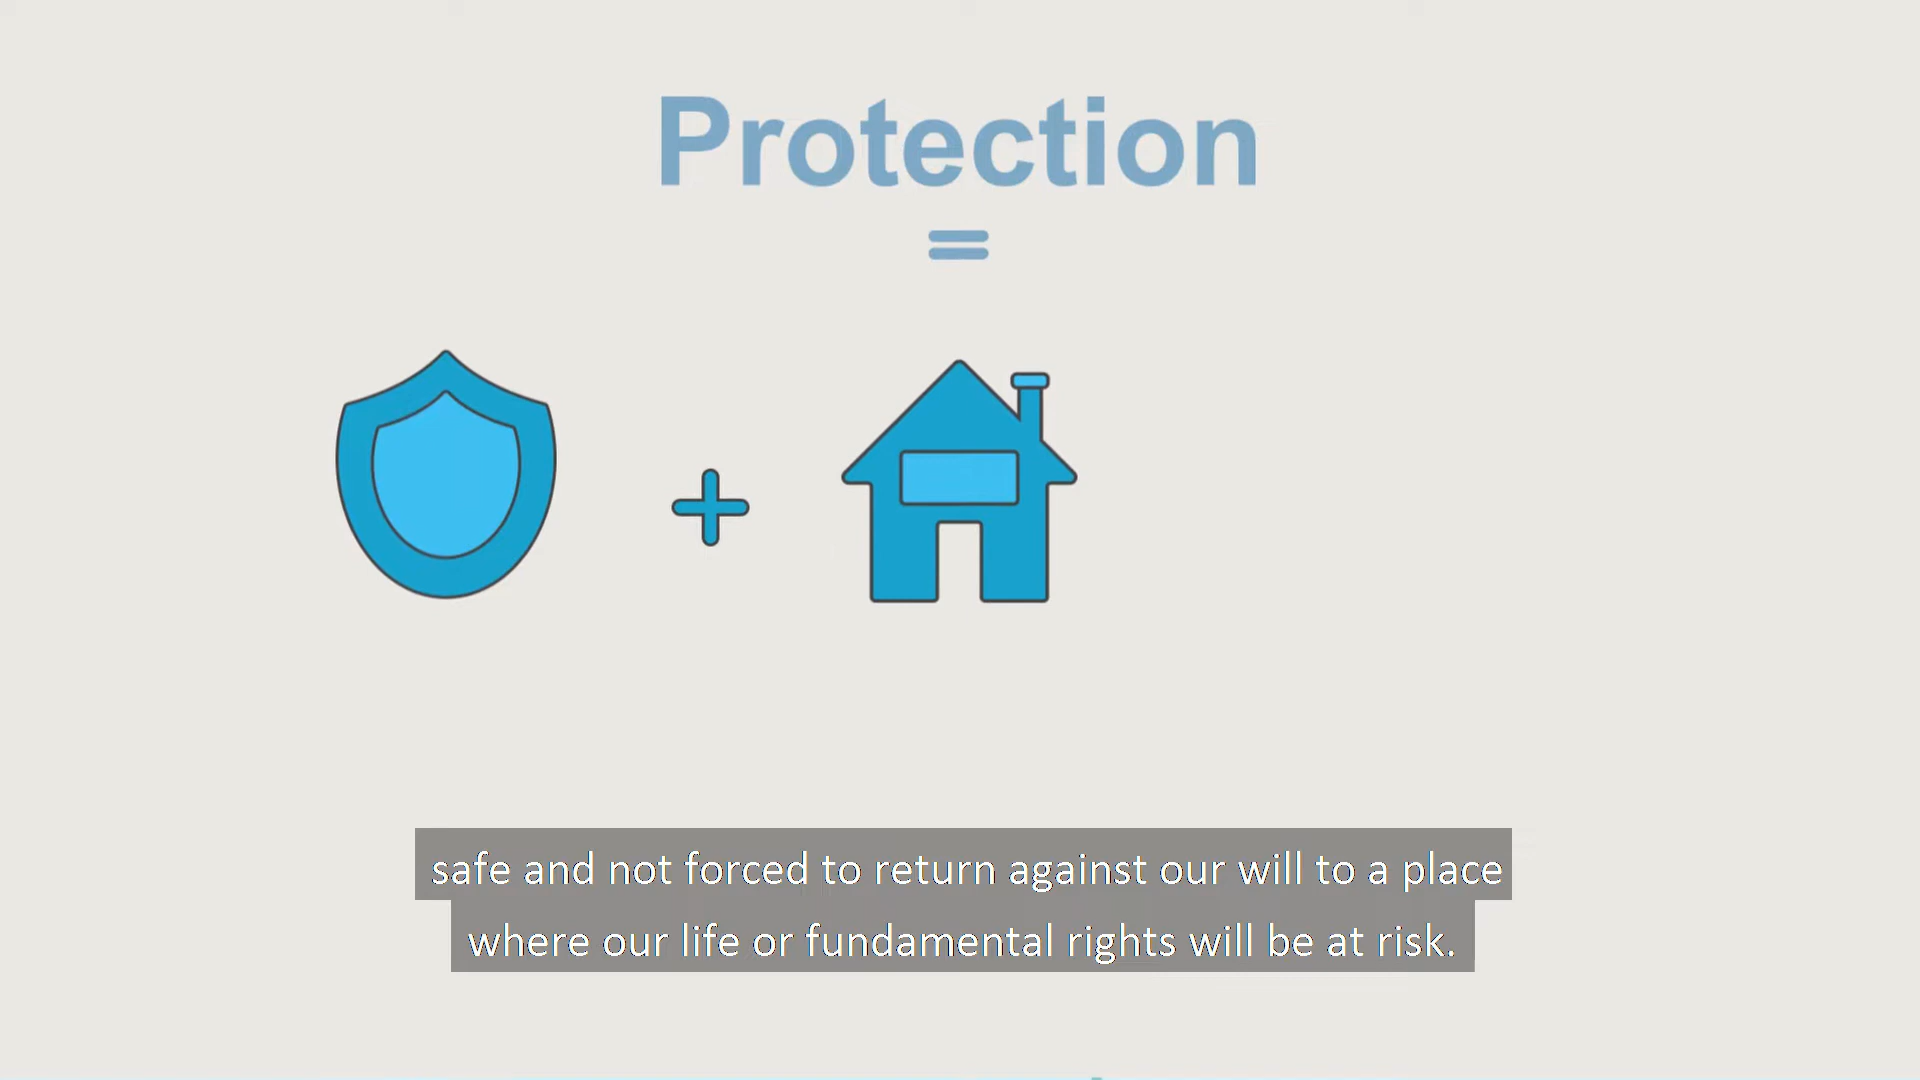 Protection
=
+
safe and not forced to return against our will to a place
where our life or fundamental rights will be at risk.